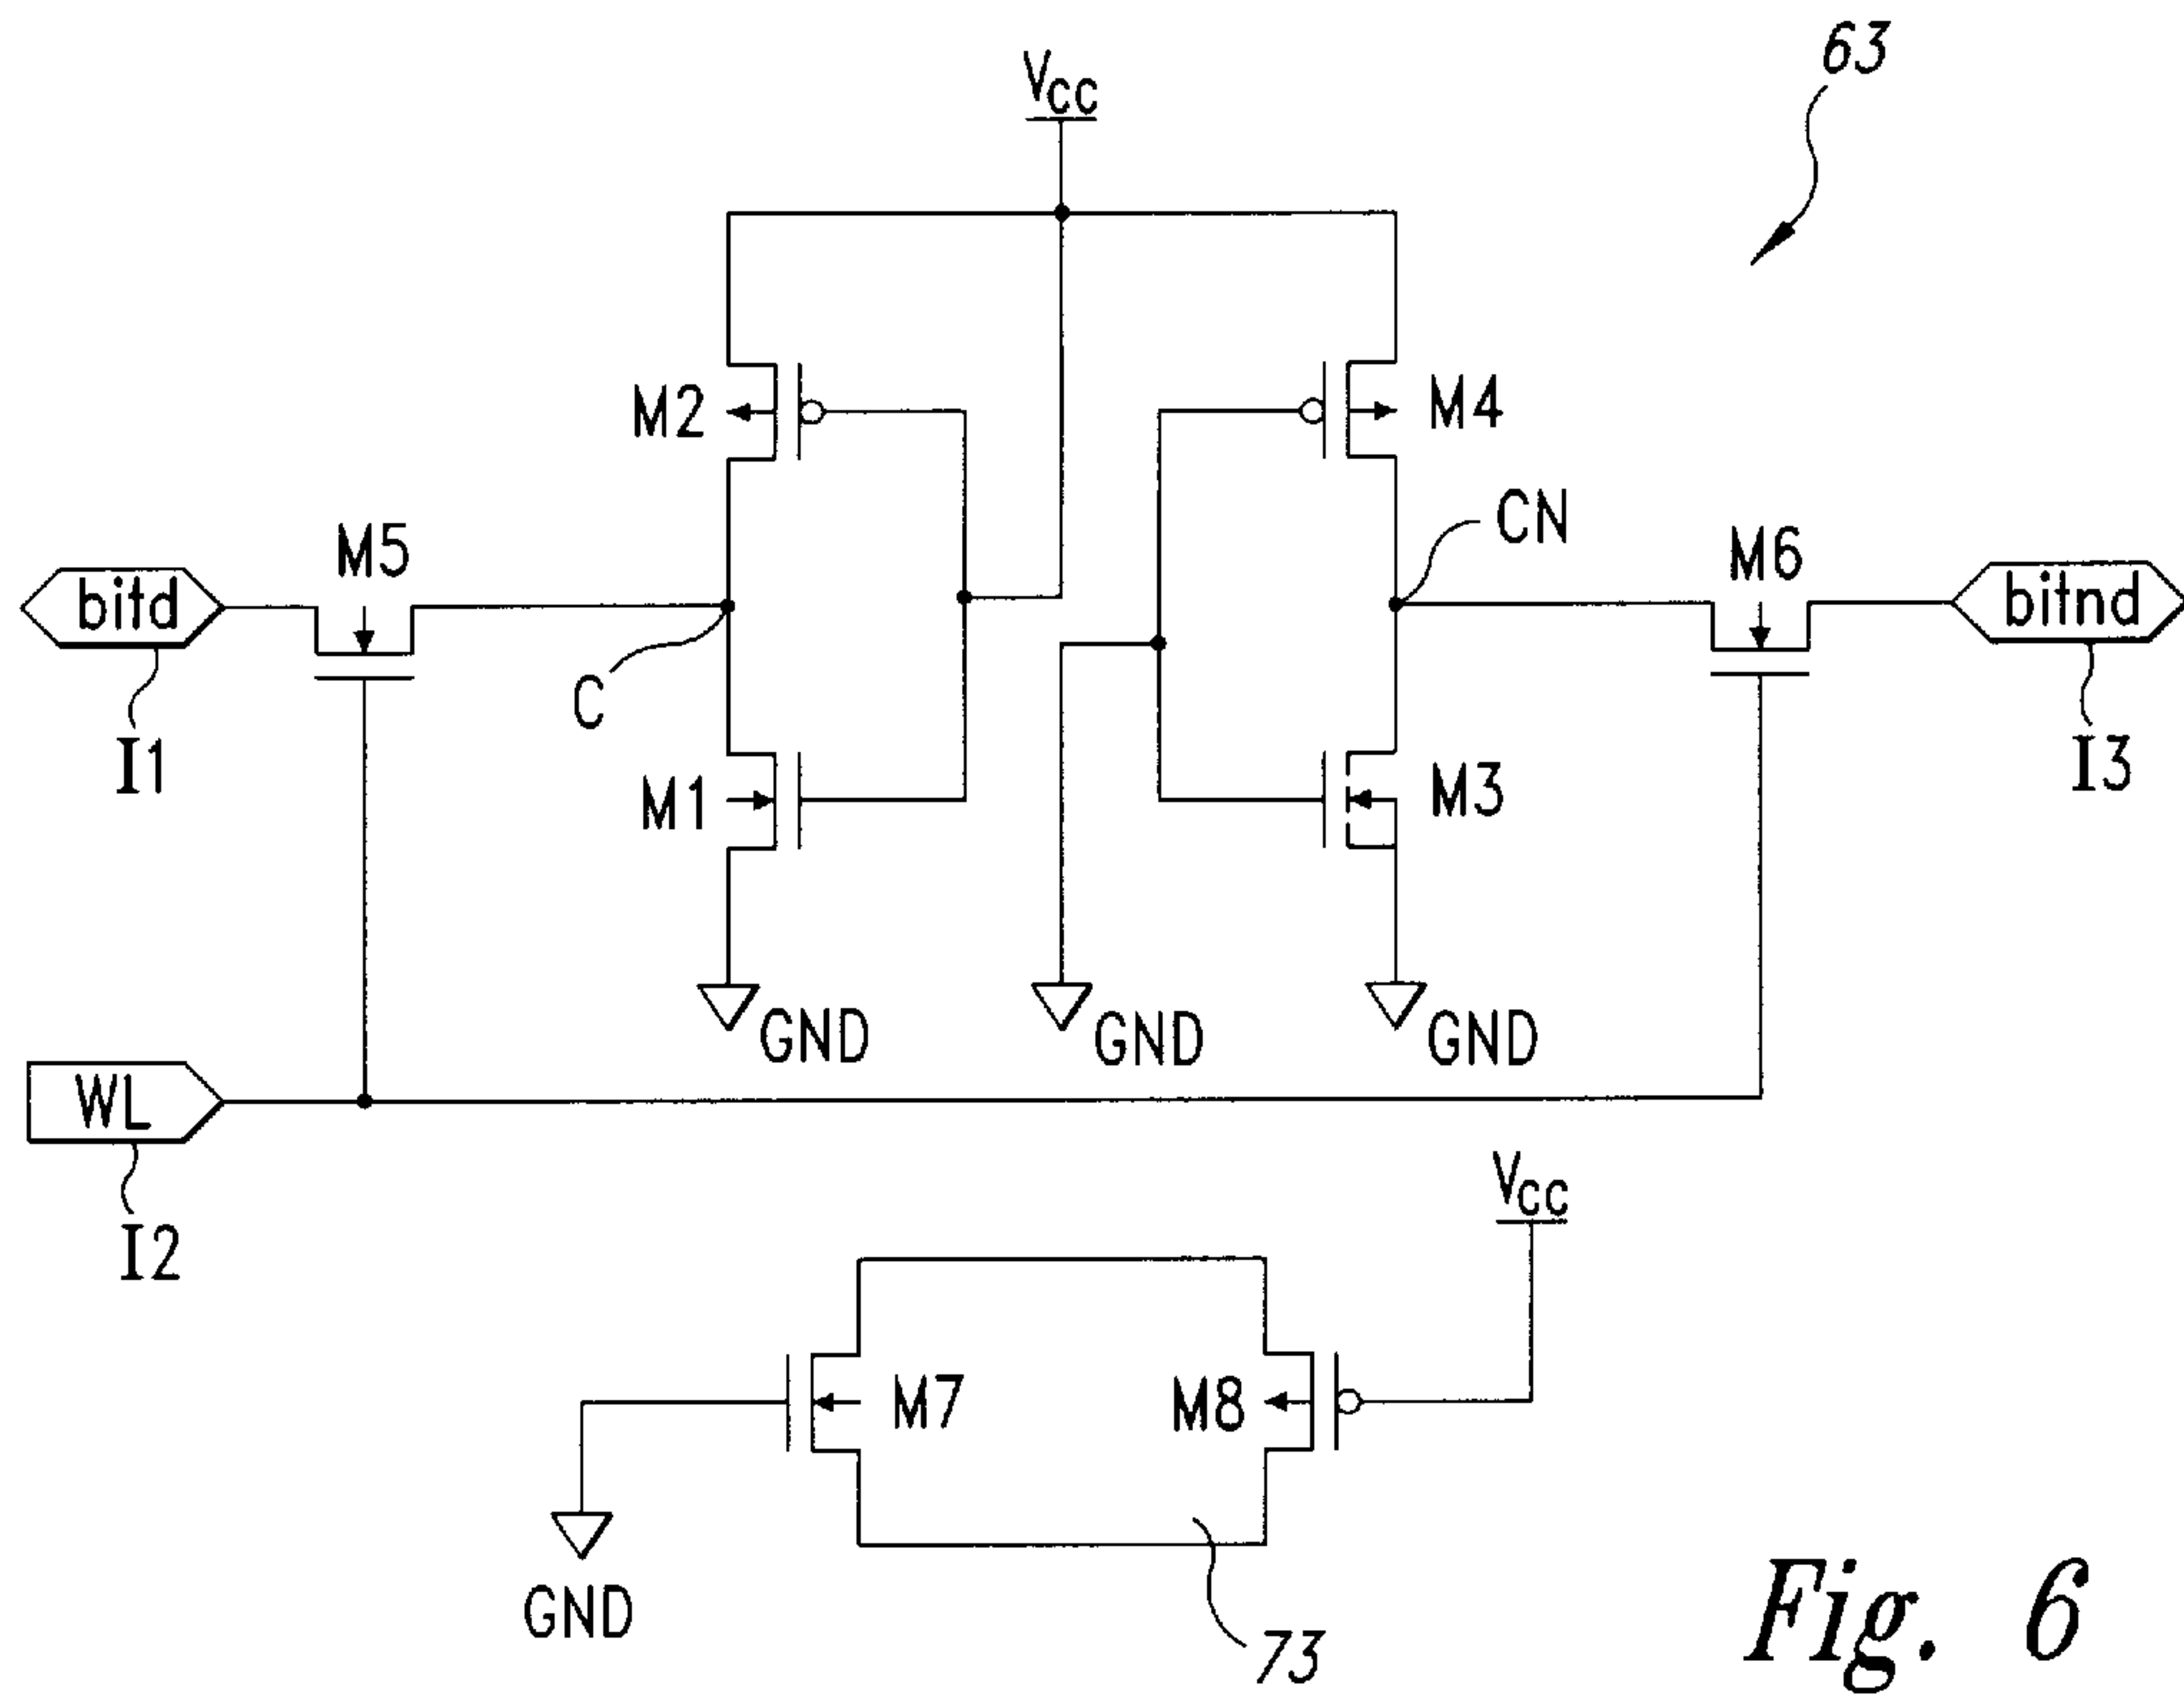 63
VCC
M2
M4
CN
M5
M6
bitd
bitnd
C
I1
M1
M3
I3
GND
GND
GND
WL
I2
VCC
M7
M8
GND
73
Fig. 6